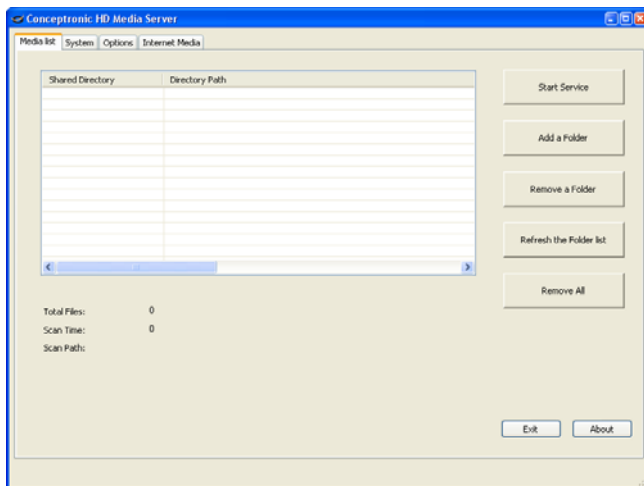 Conceptronic HD Media Server
Media list System Options Internet Media
Shared Directory Directory Path
Start Service
Add a Folder
Remove a Folder
Refresh the Folder list
Remove All
Total Files: 0
Scan Time: 0
Scan Path:
Exit About